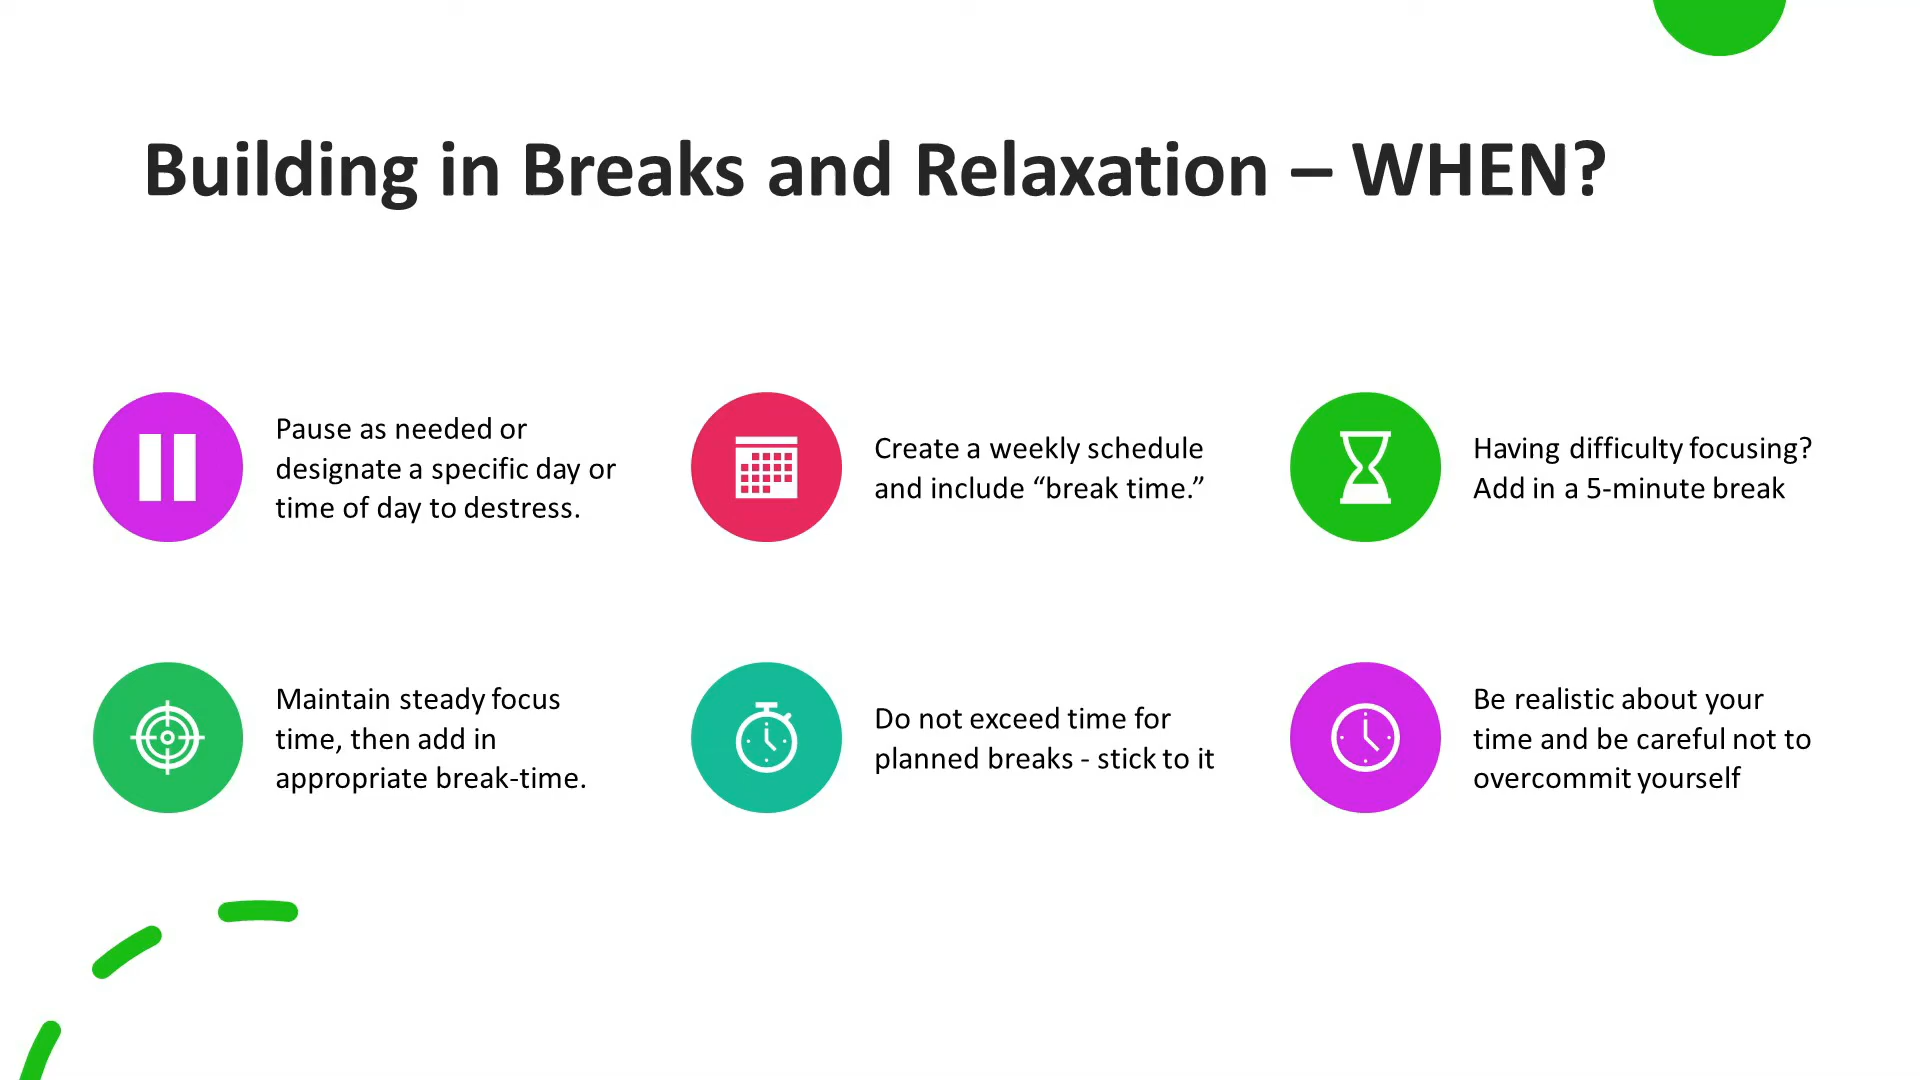 Building in Breaks and Relaxation – WHEN?
Pause as needed or
designate a specific day or
time of day to destress.
Create a weekly schedule
and include “break time.”
Having difficulty focusing?
Add in a 5-minute break
Maintain steady focus
time, then add in
appropriate break-time.
Do not exceed time for
planned breaks - stick to it
Be realistic about your
time and be careful not to
overcommit yourself